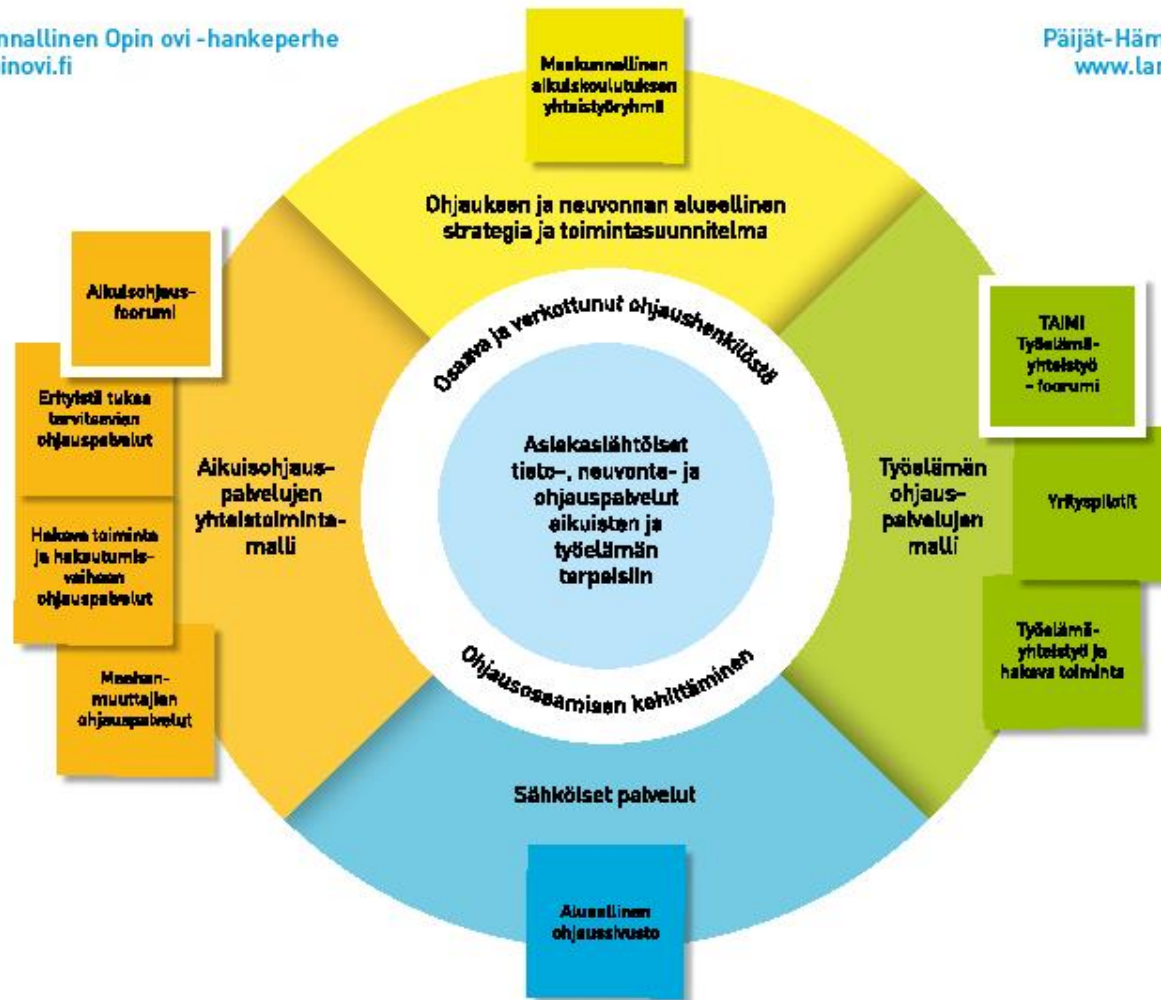 nnallinen Opin ovi -hankeperhe
inovi.fi
Päijät-Häm
www.lar
Maakunnallinen
aikuiskoulutuksen
yhteistyöryhmä
Ohjauksen ja neuvonnan alueellinen
strategia ja toimintasuunnitelma
Aikuisohjaus-
foorumi
Erityistä tukea
tarvitsevien
ohjauspalvelut
Hakeva toiminta
ja hakeutumis-
vaiheen
ohjauspalvelut
Maahan-
muuttajien
ohjauspalvelut
Aikuisohjaus-
palvelujen
yhteistoiminta-
malli
Osaava ja verkottunut ohjaushenkilöstö
Asiakaslähtöiset
tieto-, neuvonta- ja
ohjauspalvelut
aikuisten ja
työelämän
tarpeisiin
Ohjausosaamisen kehittäminen
Työelämän
ohjaus-
palvelujen
malli
TAIMI
Työelämä-
yhteistyö
- foorumi
Yrityspilotit
Työelämä-
yhteistyö ja
hakeva toiminta
Sähköiset palvelut
Alueellinen
ohjaussivusto